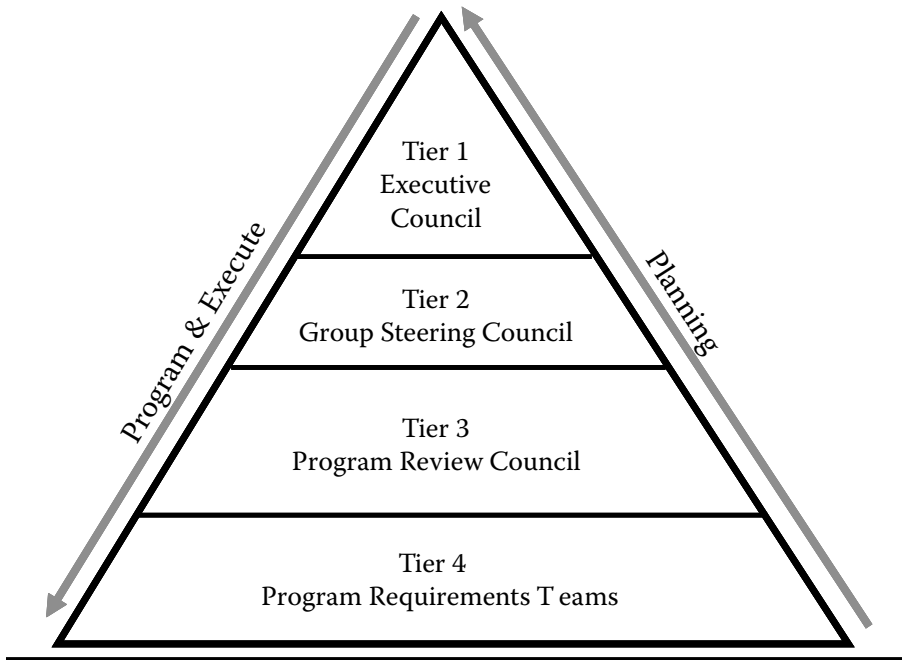 Tier 1
Executive
Council
Program & Execute
Planning
Tier 2
Group Steering Council
Tier 3
Program Review Council
Tier 4
Program Requirements T eams